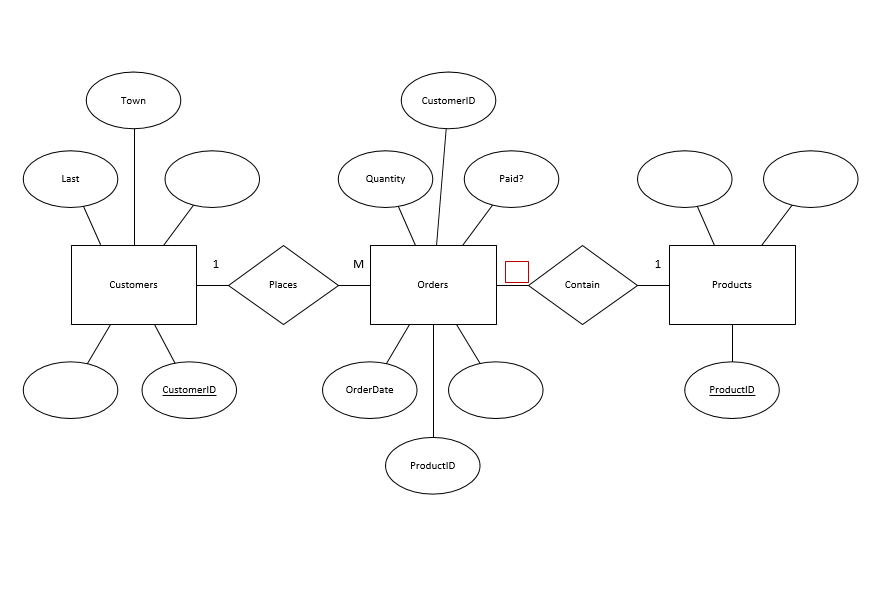 Town
CustomerID
Last
Quantity
Paid?
1
M
1
Customers
Places
Orders
Contain
Products
CustomerID
OrderDate
ProductID
ProductID